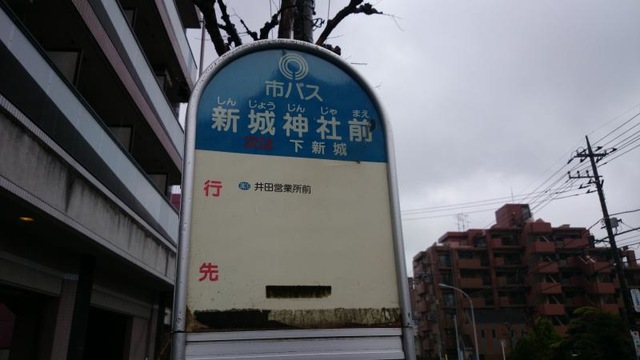 市バス
しんじょうじんじゃまえ
新城神社前
下新城
行 井田営業所前
先